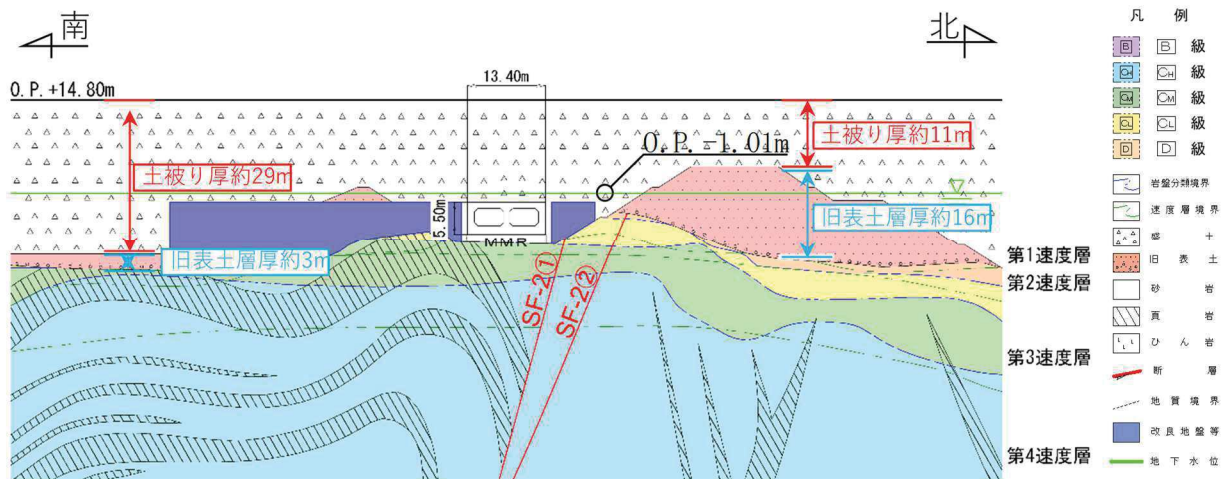 南
北
13.40m
O.P.+14.80m
土被り厚約11m
O.P.-1.01m
土被り厚約29m
5.50m
旧表土層厚約16m
MMR
旧表土層厚約3m
SF-2①
SF-2②
第1速度層
第2速度層
第3速度層
第4速度層
凡 例
B B 級
CH CH 級
CM CM 級
CL CL 級
D D 級
岩盤分類境界
速度層境界
盛 土
旧 表 土
砂 岩
頁 岩
ひ ん 岩
断 層
地 質 境 界
改 良 地 盤 等
地 下 水 位